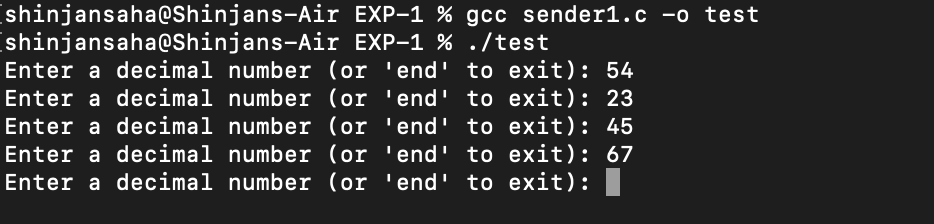 [shinjansaha@Shinjans-Air EXP-1 % gcc sender1.c -o test
[shinjansaha@Shinjans-Air EXP-1 % ./test
Enter a decimal number (or 'end' to exit): 54
Enter a decimal number (or 'end' to exit): 23
Enter a decimal number (or 'end' to exit): 45
Enter a decimal number (or 'end' to exit): 67
Enter a decimal number (or 'end' to exit):